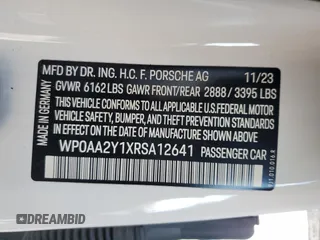 MFD BY DR. ING. H.C. F. PORSCHE AG 11/23
GVWR 6162 LBS GAWR FRONT/REAR 2888/3395 LBS
THIS VEHICLE CONFORMS TO ALL APPLICABLE
FEDERAL MOTOR VEHICLE
SAFETY, BUMPER, AND THEFT PREVENTION
STANDARDS IN EFFECT ON THE DATE OF
MANUFACTURE SHOWN ABOVE
WP0AA2Y1XRSA12641 PASSENGER CAR
MADE IN GERMANY
© DREAMBID
DREAMBID.COM